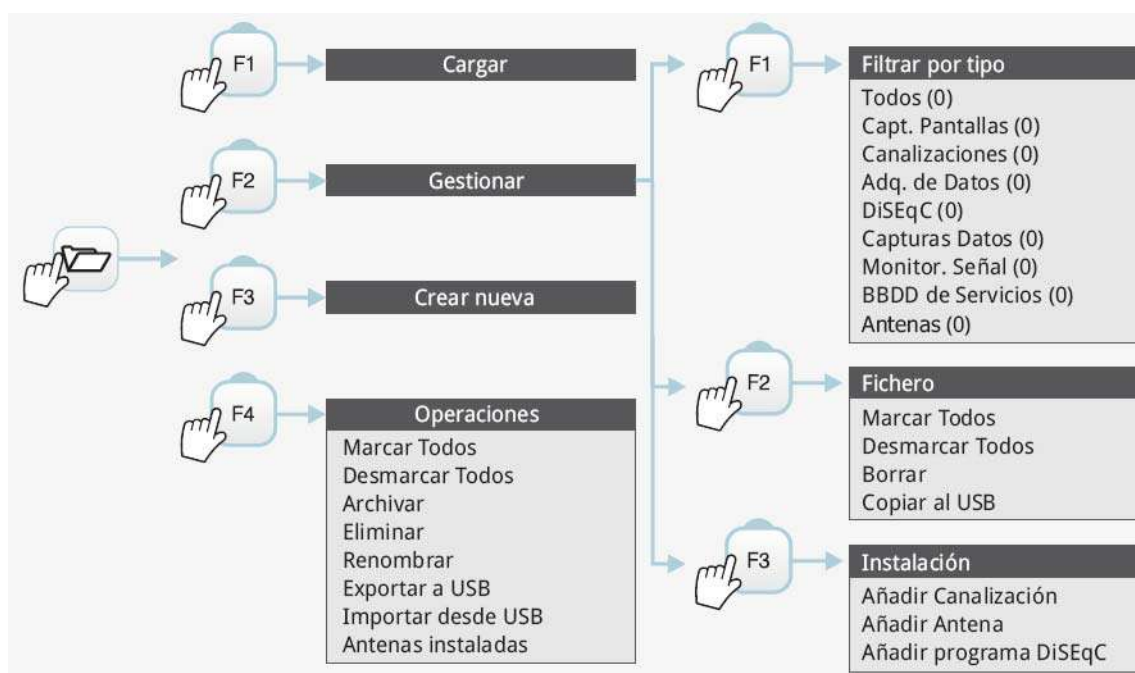 F1
Cargar
F2
Gestionar
F3
Crear nueva
F4
Operaciones
Marcar Todos
Desmarcar Todos
Archivar
Eliminar
Renombrar
Exportar a USB
Importar desde USB
Antenas instaladas
F1
Filtrar por tipo
Todos (0)
Capt. Pantallas (0)
Canalizaciones (0)
Adq. de Datos (0)
DiSEqC (0)
Capturas Datos (0)
Monitor. Señal (0)
BBDD de Servicios (0)
Antenas (0)
F2
Fichero
Marcar Todos
Desmarcar Todos
Borrar
Copiar al USB
F3
Instalación
Añadir Canalización
Añadir Antena
Añadir programa DiSEqC